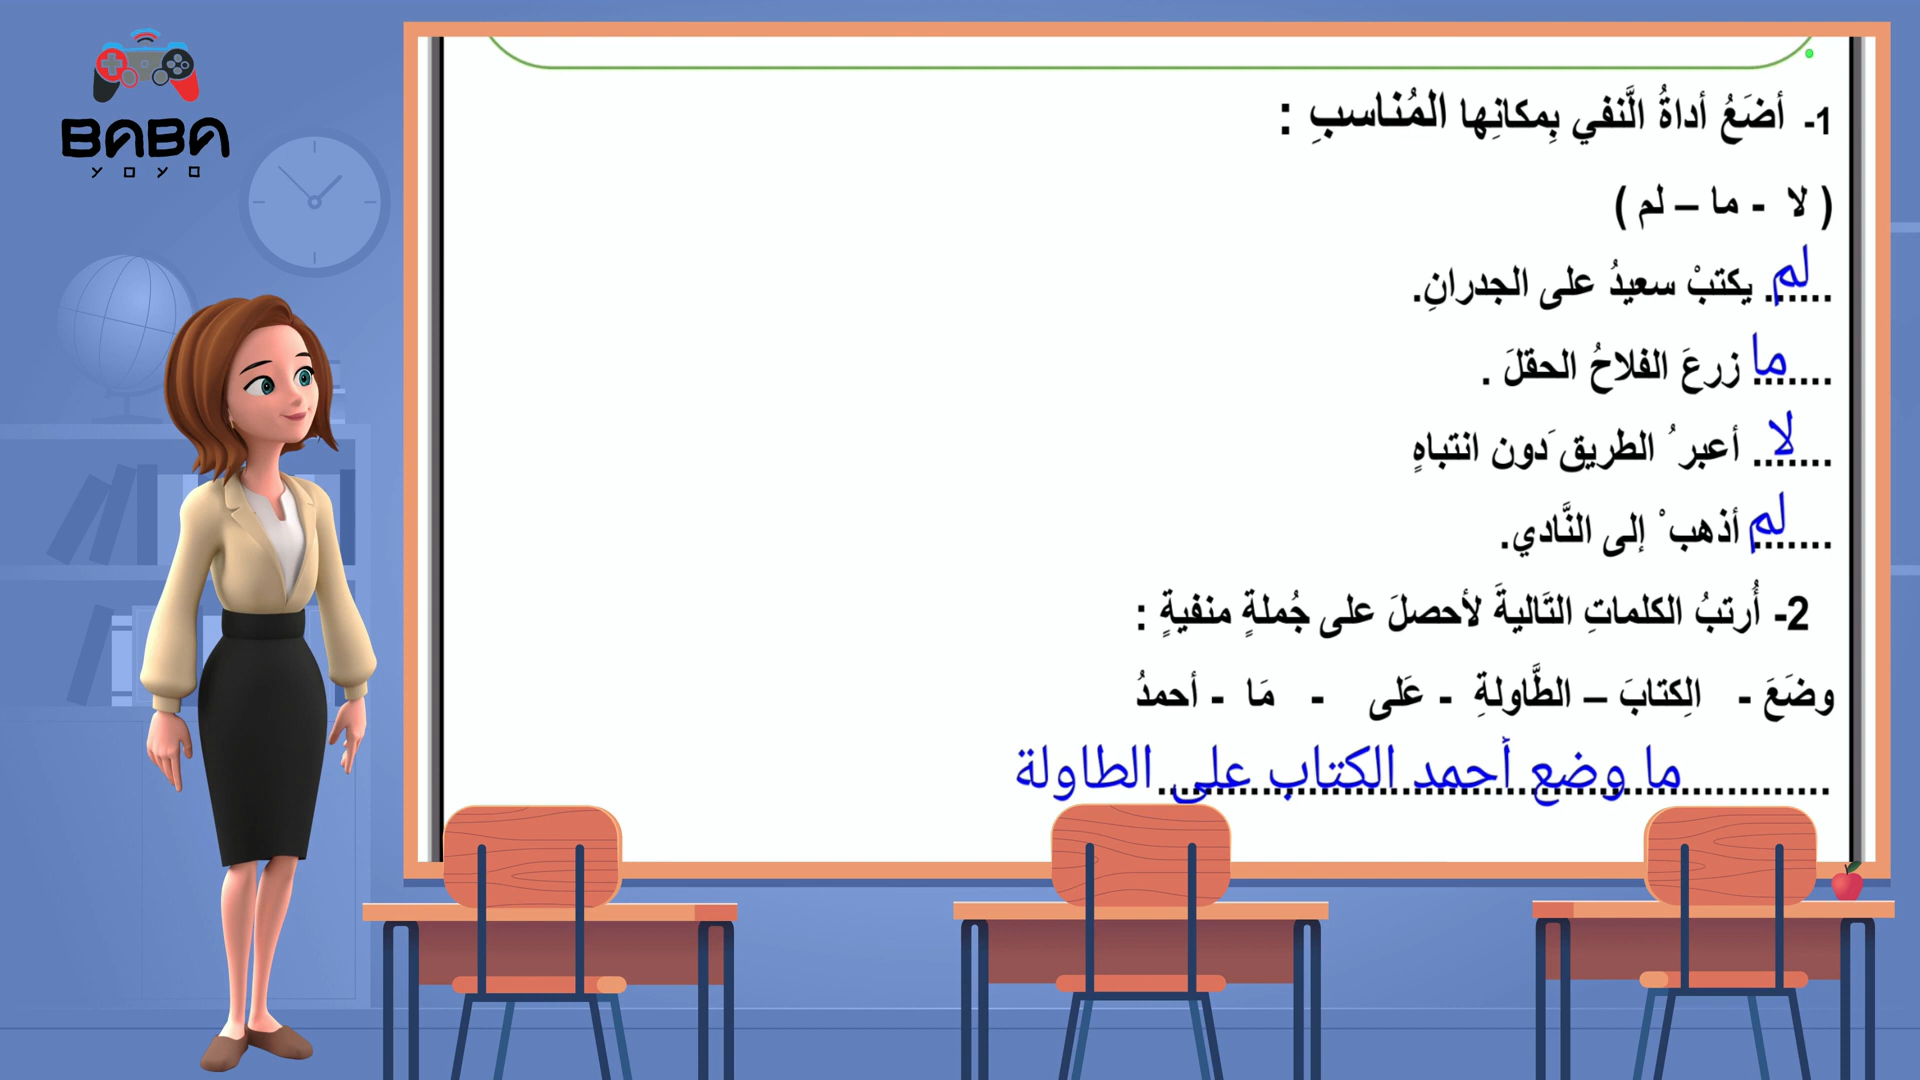 BABA
YOYO
1- أضَعُ أداةُ النَّفي بِمكانِها المُناسبِ :
( لا - ما – لم )
لم...... يكتبْ سعيدُ على الجدرانِ.
ما....... زرعَ الفلاحُ الحقلَ .
لا....... أعبر ُ الطريق َدون انتباهٍ
لم....... أذهب ْ إلى النَّادي.
2- أُرتبُ الكلماتِ التَاليةَ لأحصلَ على جُملةٍ منفيةٍ :
وضَعَ - الِكتابَ – الطَّاولةِ - عَلى - مَا - أحمدُ
ما وضع أحمد الكتاب على الطاولة